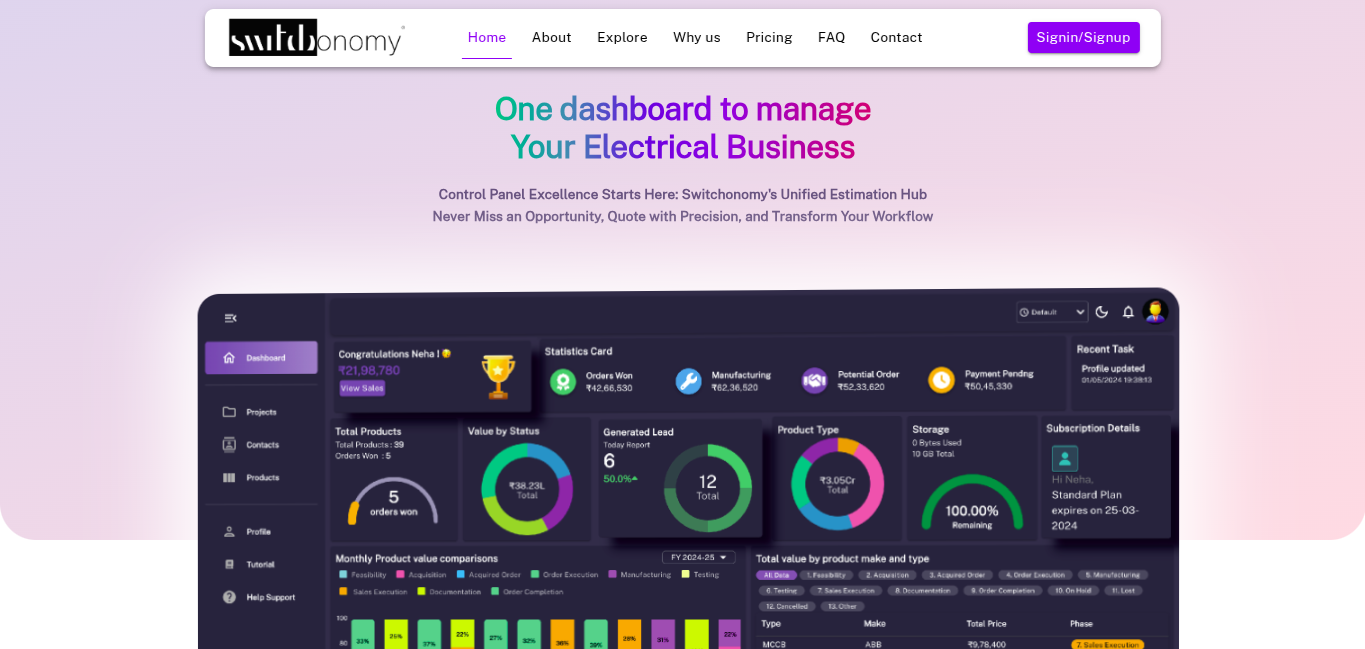 switchonomy
Home About Explore Why us Pricing FAQ Contact Signin/Signup
One dashboard to manage
Your Electrical Business
Control Panel Excellence Starts Here: Switchonomy's Unified Estimation Hub
Never Miss an Opportunity, Quote with Precision, and Transform Your Workflow
Default
Dashboard
Projects
Contacts
Products
Profile
Tutorial
Help Support
Congratulations Neha !
₹21,98,780
View Sales
Statistics Card
Orders Won
₹42,66,530
Manufacturing
₹62,36,520
Potential Order
₹52,33,620
Payment Pendng
₹50,45,330
Recent Task
Profile updated
01/05/2024 19:38:13
Total Products
Total Products : 39
Orders Won : 5
5
orders won
Value by Status
₹38.23L
Total
Generated Lead
Today Report
6
50.0%
12
Total
Product Type
₹3.05Cr
Total
Storage
0 Bytes Used
10 GB Total
100.00%
Remaining
Subscription Details
Hi Neha,
Standard Plan
expires on 25-03-
2024
Monthly Product value comparisons
FY 2024-25
Feasibility Acquisition Acquired Order Order Execution Manufacturing Testing
Sales Execution Documentation Order Completion
100
80
33% 25% 37% 22% 27% 32% 36% 39% 28% 31% 22%
Total value by product make and type
All Data 1. Feasibility 2. Acquisition 3. Acquired Order 4. Order Execution 5. Manufacturing
6. Testing 7. Sales Execution 8. Documentation 9. Order Completion 10. On Hold 11. Lost
12. Cancelled 13. Other
Type Make Total Price Phase
MCCB ABB ₹9,78,400 7. Sales Execution